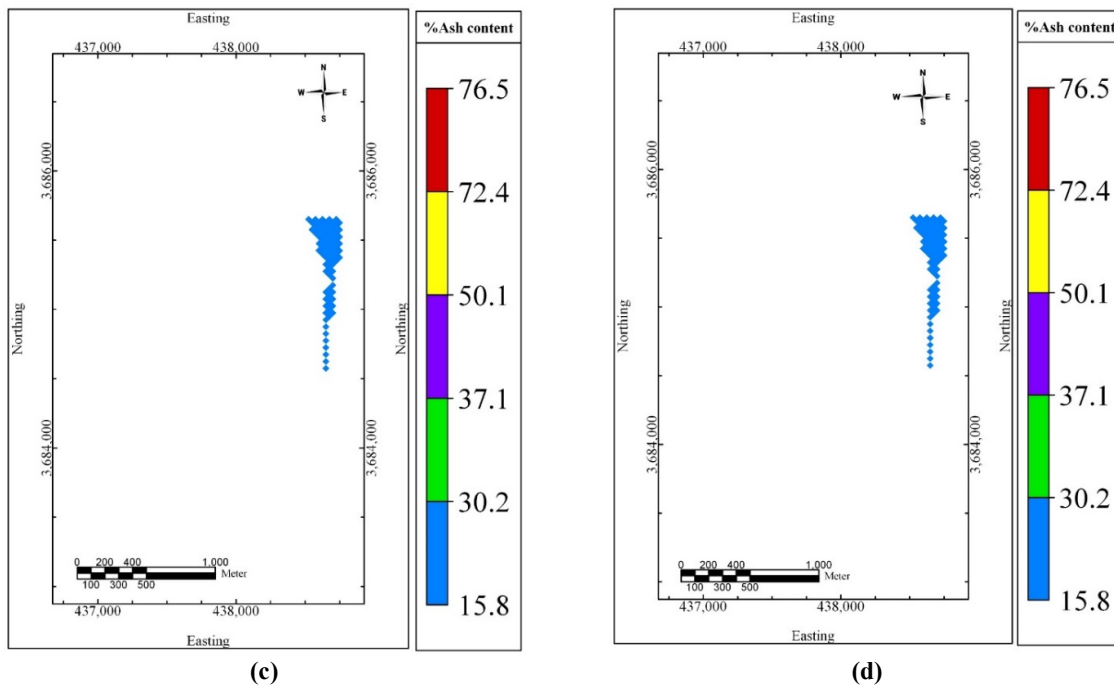 Easting
437,000 438,000
N
W E
S
3,686,000 3,686,000
Northing Northing
3,684,000 3,684,000
0 200 400 1.000
Meter
100 300 500
437,000 438,000
Easting
%Ash content
76.5
72.4
50.1
37.1
30.2
15.8
(c)
Easting
437,000 438,000
N
W E
S
3,686,000 3,686,000
Northing Northing
3,684,000 3,684,000
0 200 400 1.000
Meter
100 300 500
437,000 438,000
Easting
%Ash content
76.5
72.4
50.1
37.1
30.2
15.8
(d)